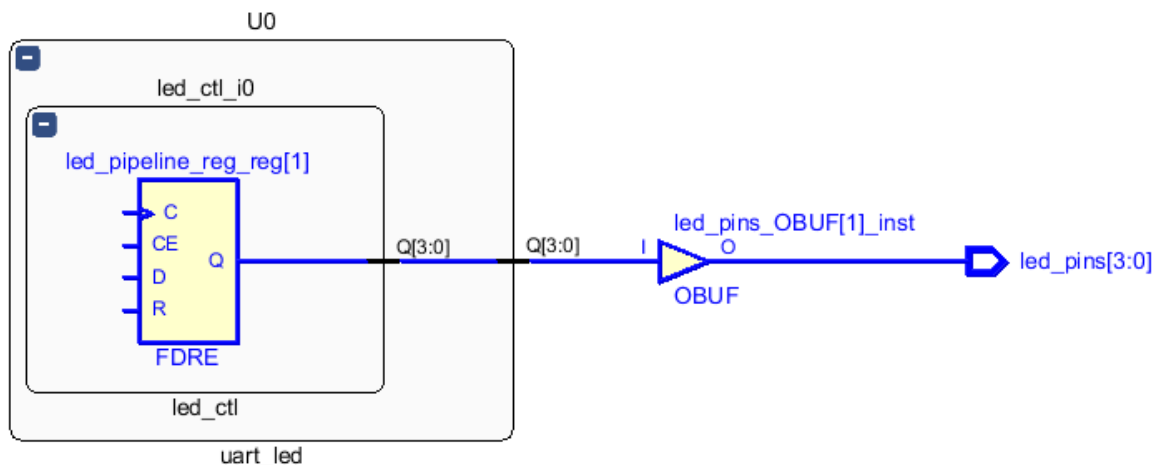 U0
led_ctl_i0
led_pipeline_reg_reg[1]
C
CE
D
R
Q
FDRE
led_ctl
uart_led
Q[3:0]
Q[3:0]
led_pins_OBUF[1]_inst
I
O
OBUF
led_pins[3:0]